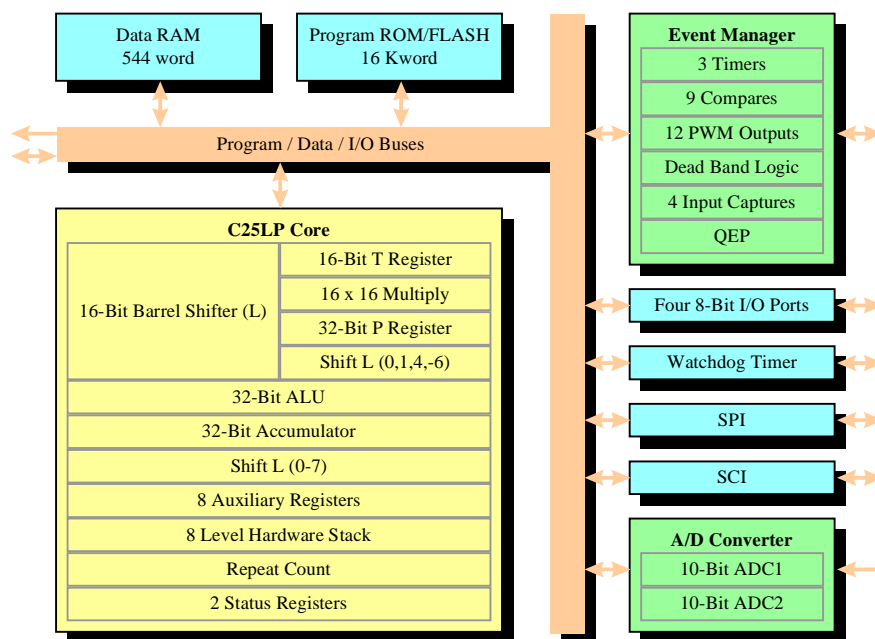 Data RAM
544 word
Program ROM/FLASH
16 Kword
Program / Data / I/O Buses
C25LP Core
16-Bit Barrel Shifter (L)
16-Bit T Register
16 x 16 Multiply
32-Bit P Register
Shift L (0,1,4,-6)
32-Bit ALU
32-Bit Accumulator
Shift L (0-7)
8 Auxiliary Registers
8 Level Hardware Stack
Repeat Count
2 Status Registers
Event Manager
3 Timers
9 Compares
12 PWM Outputs
Dead Band Logic
4 Input Captures
QEP
Four 8-Bit I/O Ports
Watchdog Timer
SPI
SCI
A/D Converter
10-Bit ADC1
10-Bit ADC2